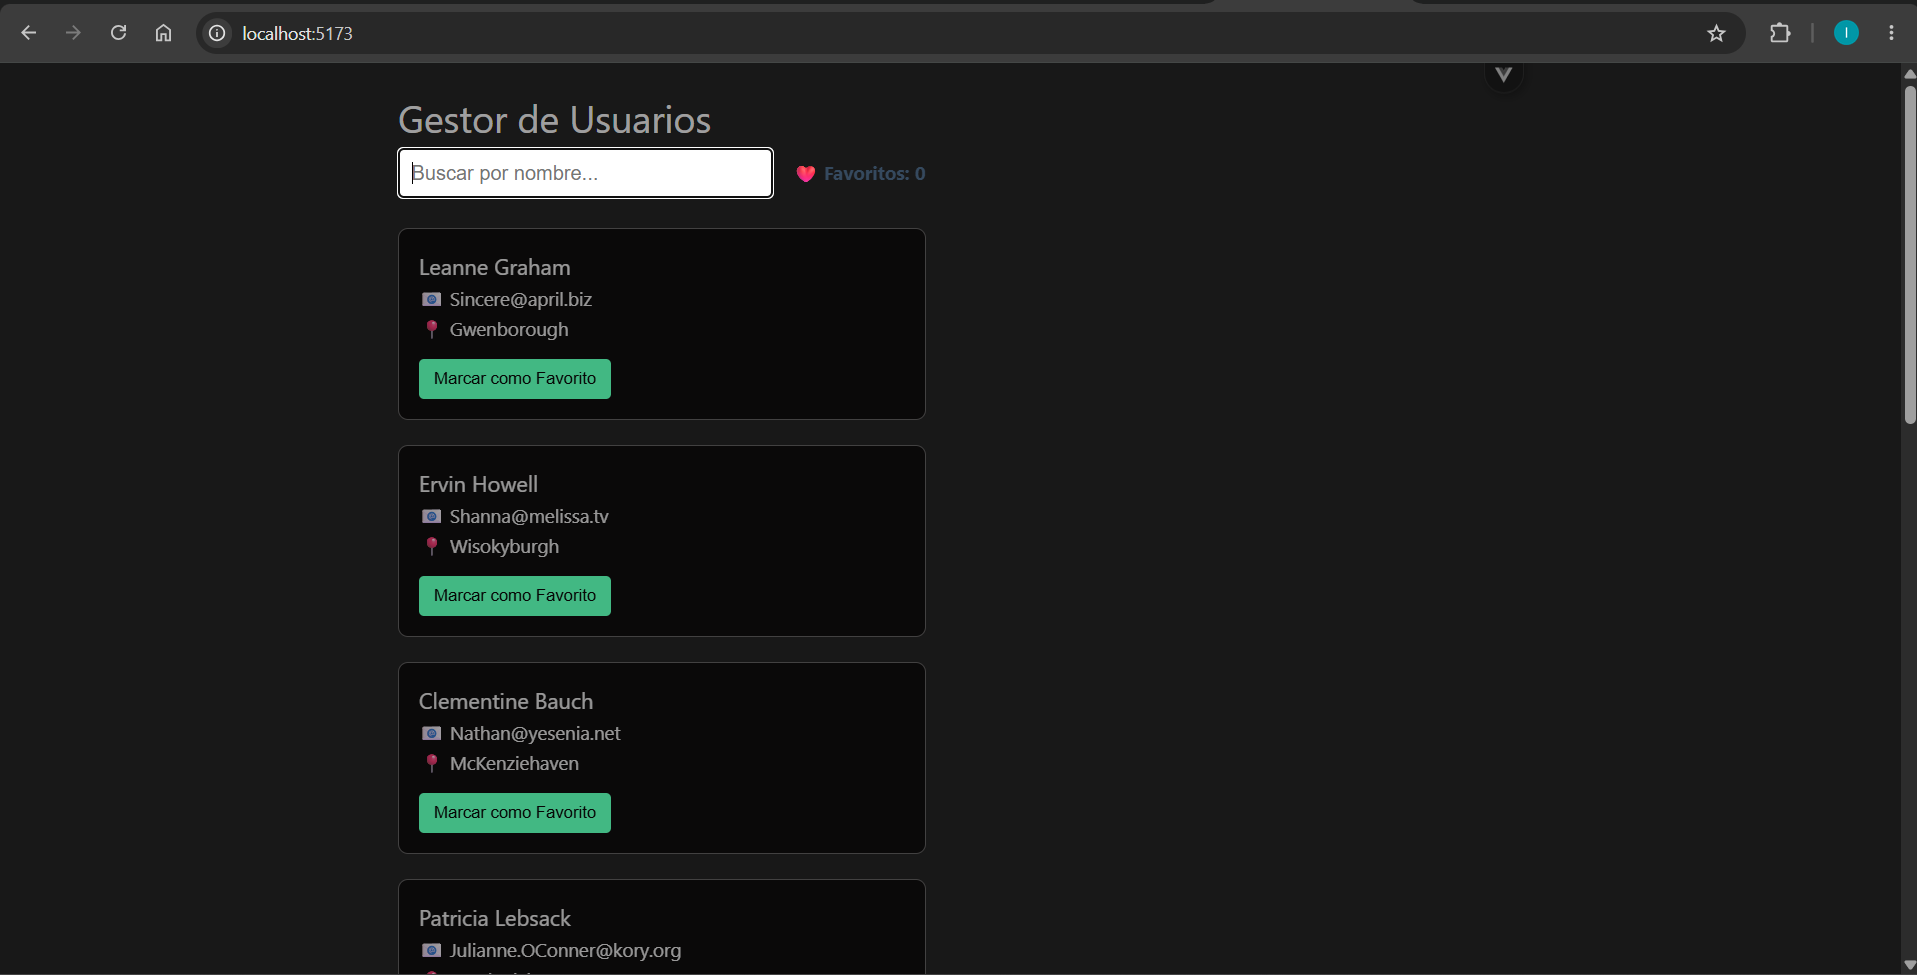 localhost:5173
I
Gestor de Usuarios
Buscar por nombre...
Favoritos: 0
Leanne Graham
Sincere@april.biz
Gwenborough
Marcar como Favorito
Ervin Howell
Shanna@melissa.tv
Wisokyburgh
Marcar como Favorito
Clementine Bauch
Nathan@yesenia.net
McKenziehaven
Marcar como Favorito
Patricia Lebsack
Julianne.OConner@kory.org